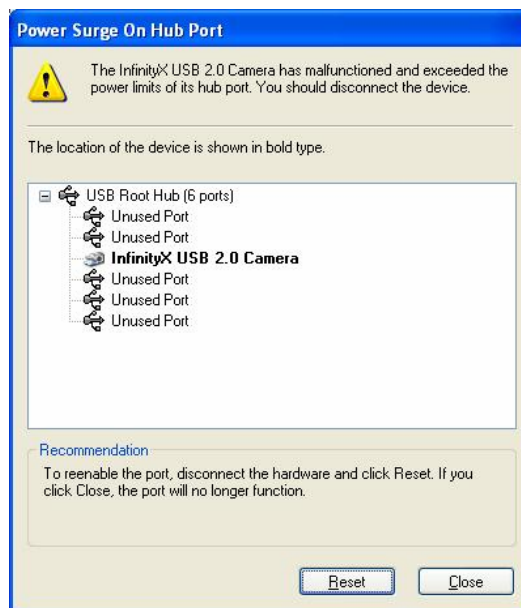 Power Surge On Hub Port
The InfinityX USB 2.0 Camera has malfunctioned and exceeded the
power limits of its hub port. You should disconnect the device.
The location of the device is shown in bold type.
USB Root Hub (6 ports)
Unused Port
Unused Port
InfinityX USB 2.0 Camera
Unused Port
Unused Port
Unused Port
Recommendation
To reenable the port, disconnect the hardware and click Reset. If you
click Close, the port will no longer function.
Reset Close